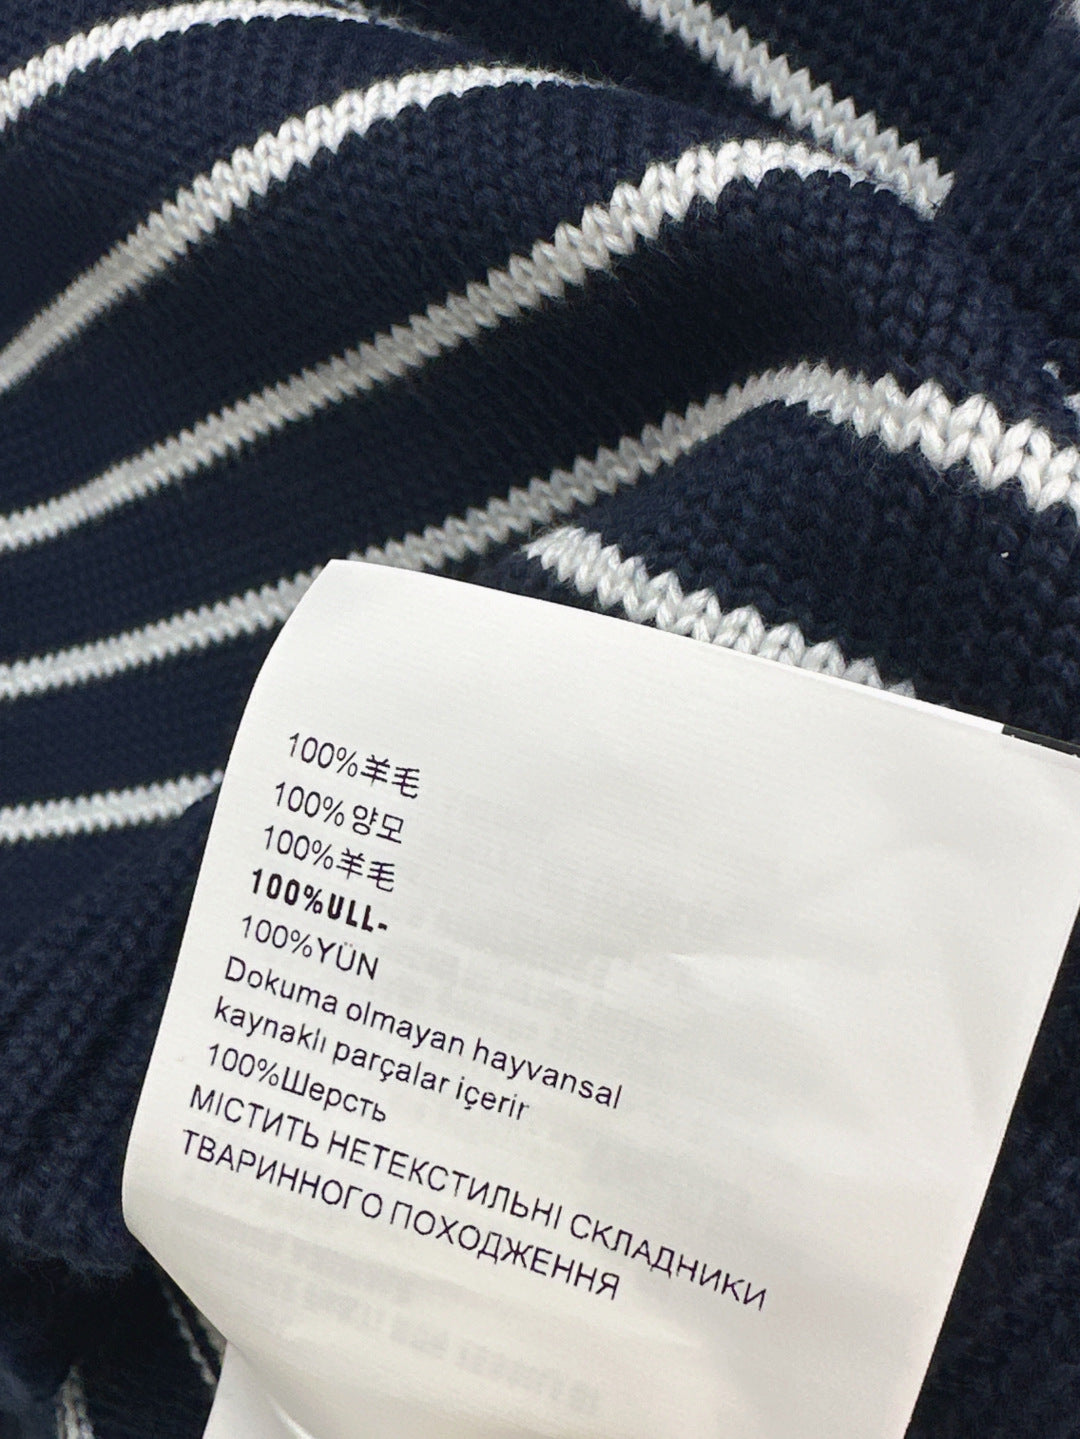 100%羊毛
100%양모
100%羊毛
100%ULL-
100%YÜN
Dokuma olmayan hayvansal
kaynaklı parçalar içerir
100%Шерсть
МІСТИТЬ НЕТЕКСТИЛЬНІ СКЛАДНИКИ
ТВАРИННОГО ПОХОДЖЕННЯ